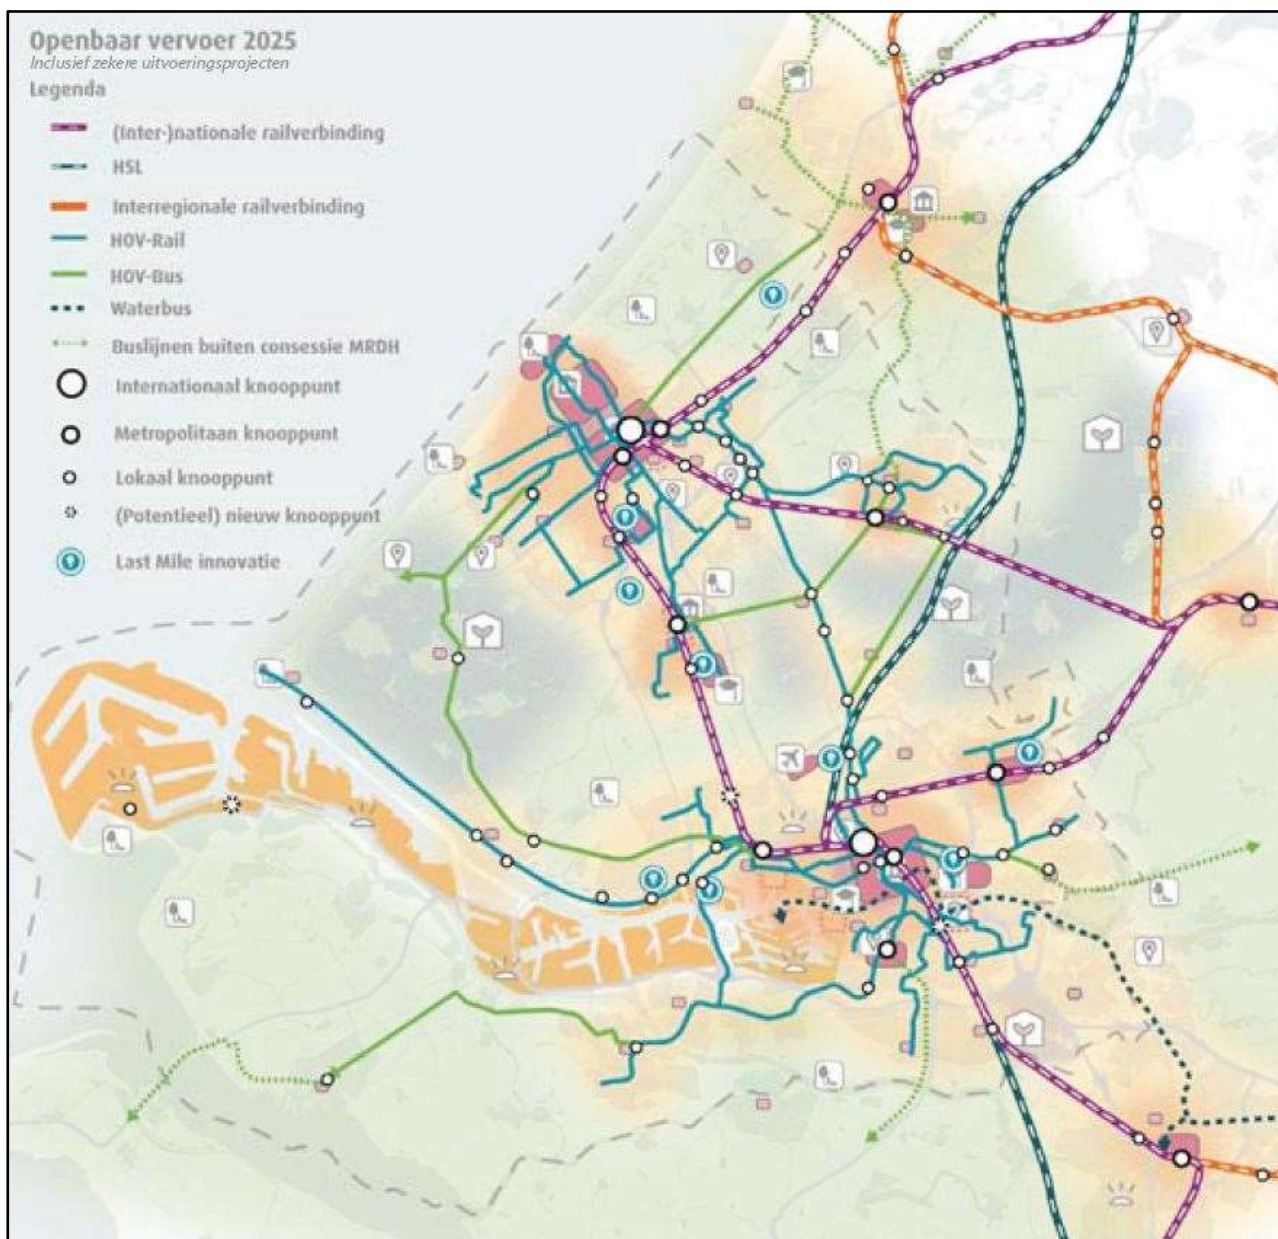 Openbaar vervoer 2025
Inclusief zekere uitvoeringsprojecten
Legenda
(Inter-)nationale railverbinding
HSL
Interregionale railverbinding
HOV-Rail
HOV-Bus
Waterbus
Buslijnen buiten consessie MRDH
Internationaal knooppunt
Metropolitaan knooppunt
Lokaal knooppunt
(Potentieel) nieuw knooppunt
Last Mile innovatie